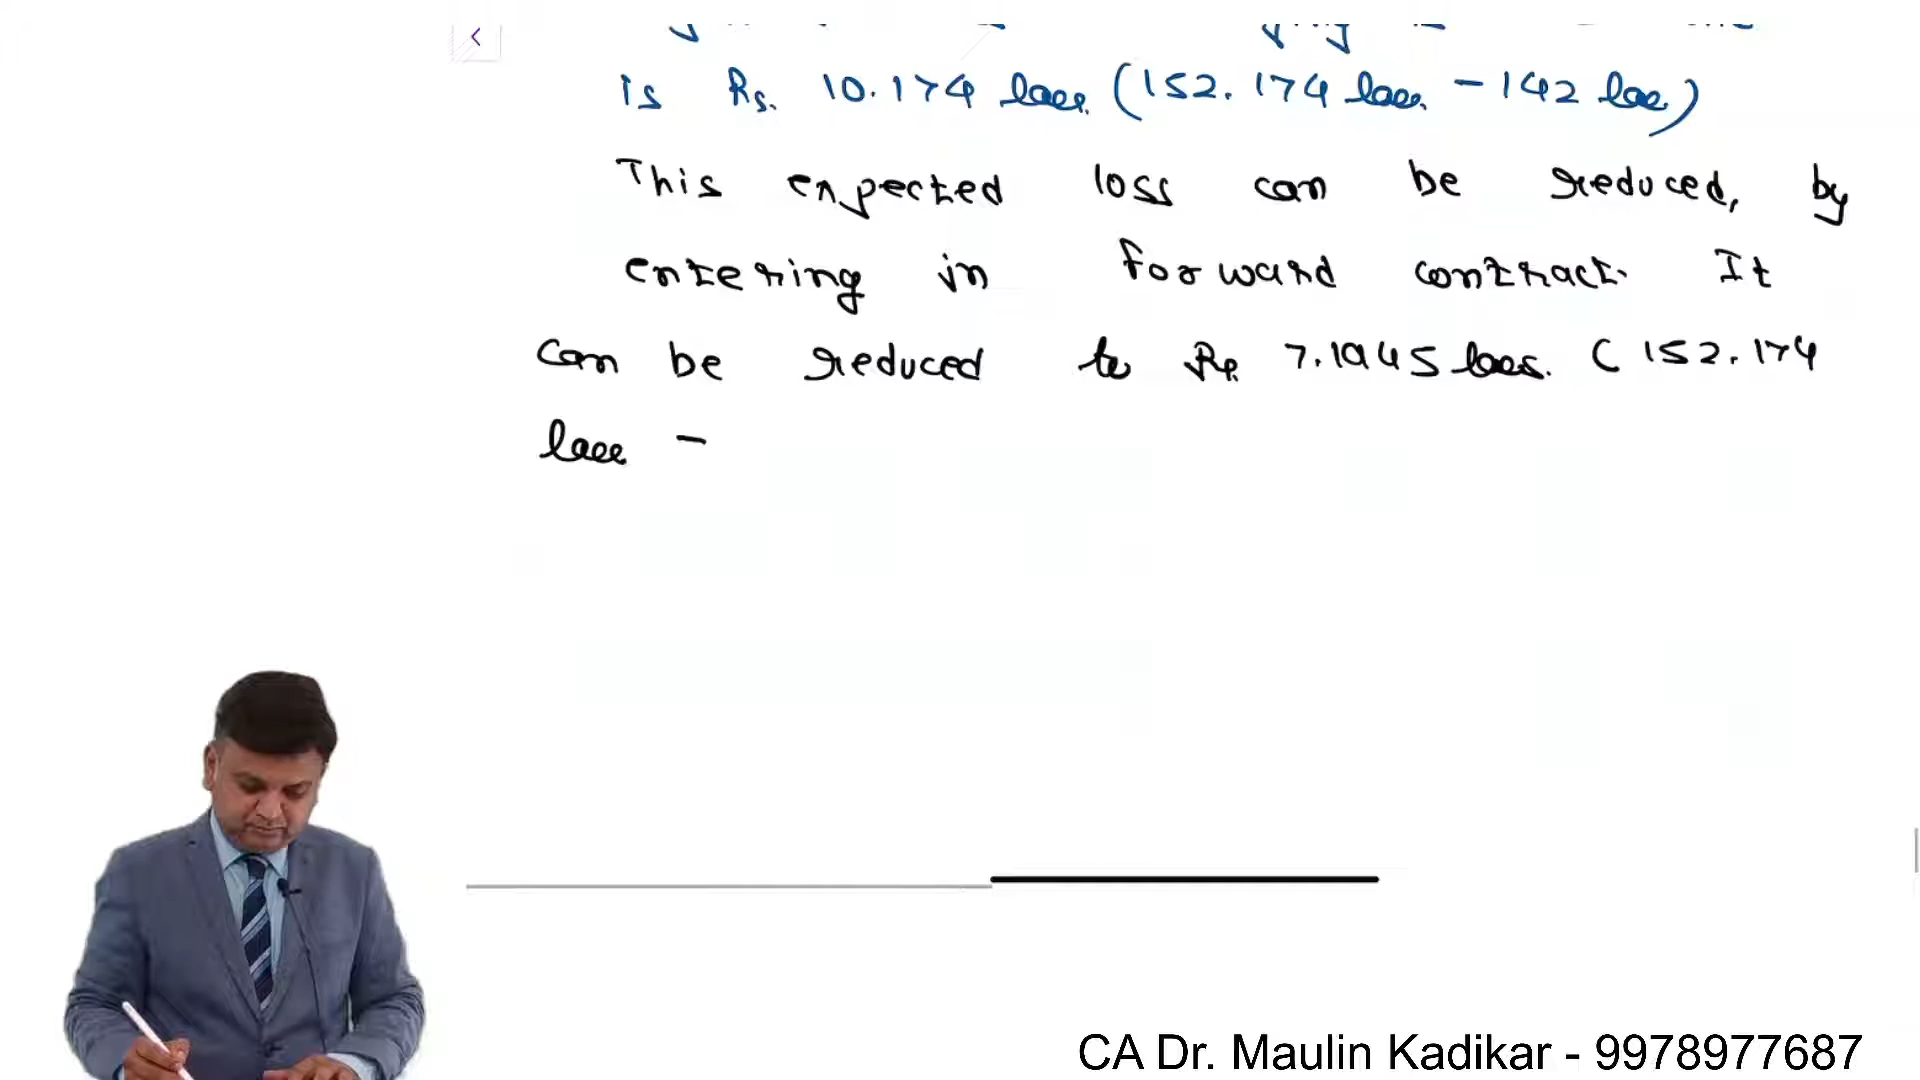 is Rs. 10.174 lacs (152.174 lacs - 142 lac)
This expected loss can be reduced, by
entering in forward contract. It
can be reduced to Rs. 7.1945 lacs. (152.174
lacs -
CA Dr. Maulin Kadikar - 9978977687